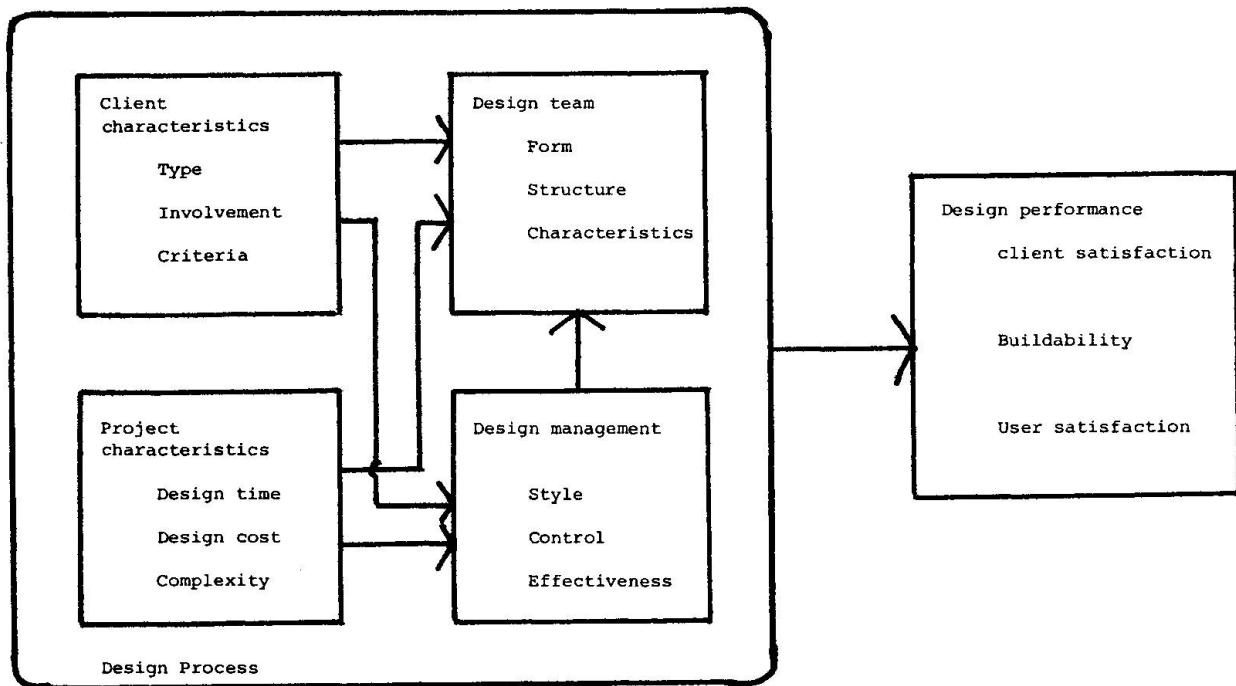 Client
characteristics
Type
Involvement
Criteria
Design team
Form
Structure
Characteristics
Project
characteristics
Design time
Design cost
Complexity
Design management
Style
Control
Effectiveness
Design Process
Design performance
client satisfaction
Buildability
User satisfaction